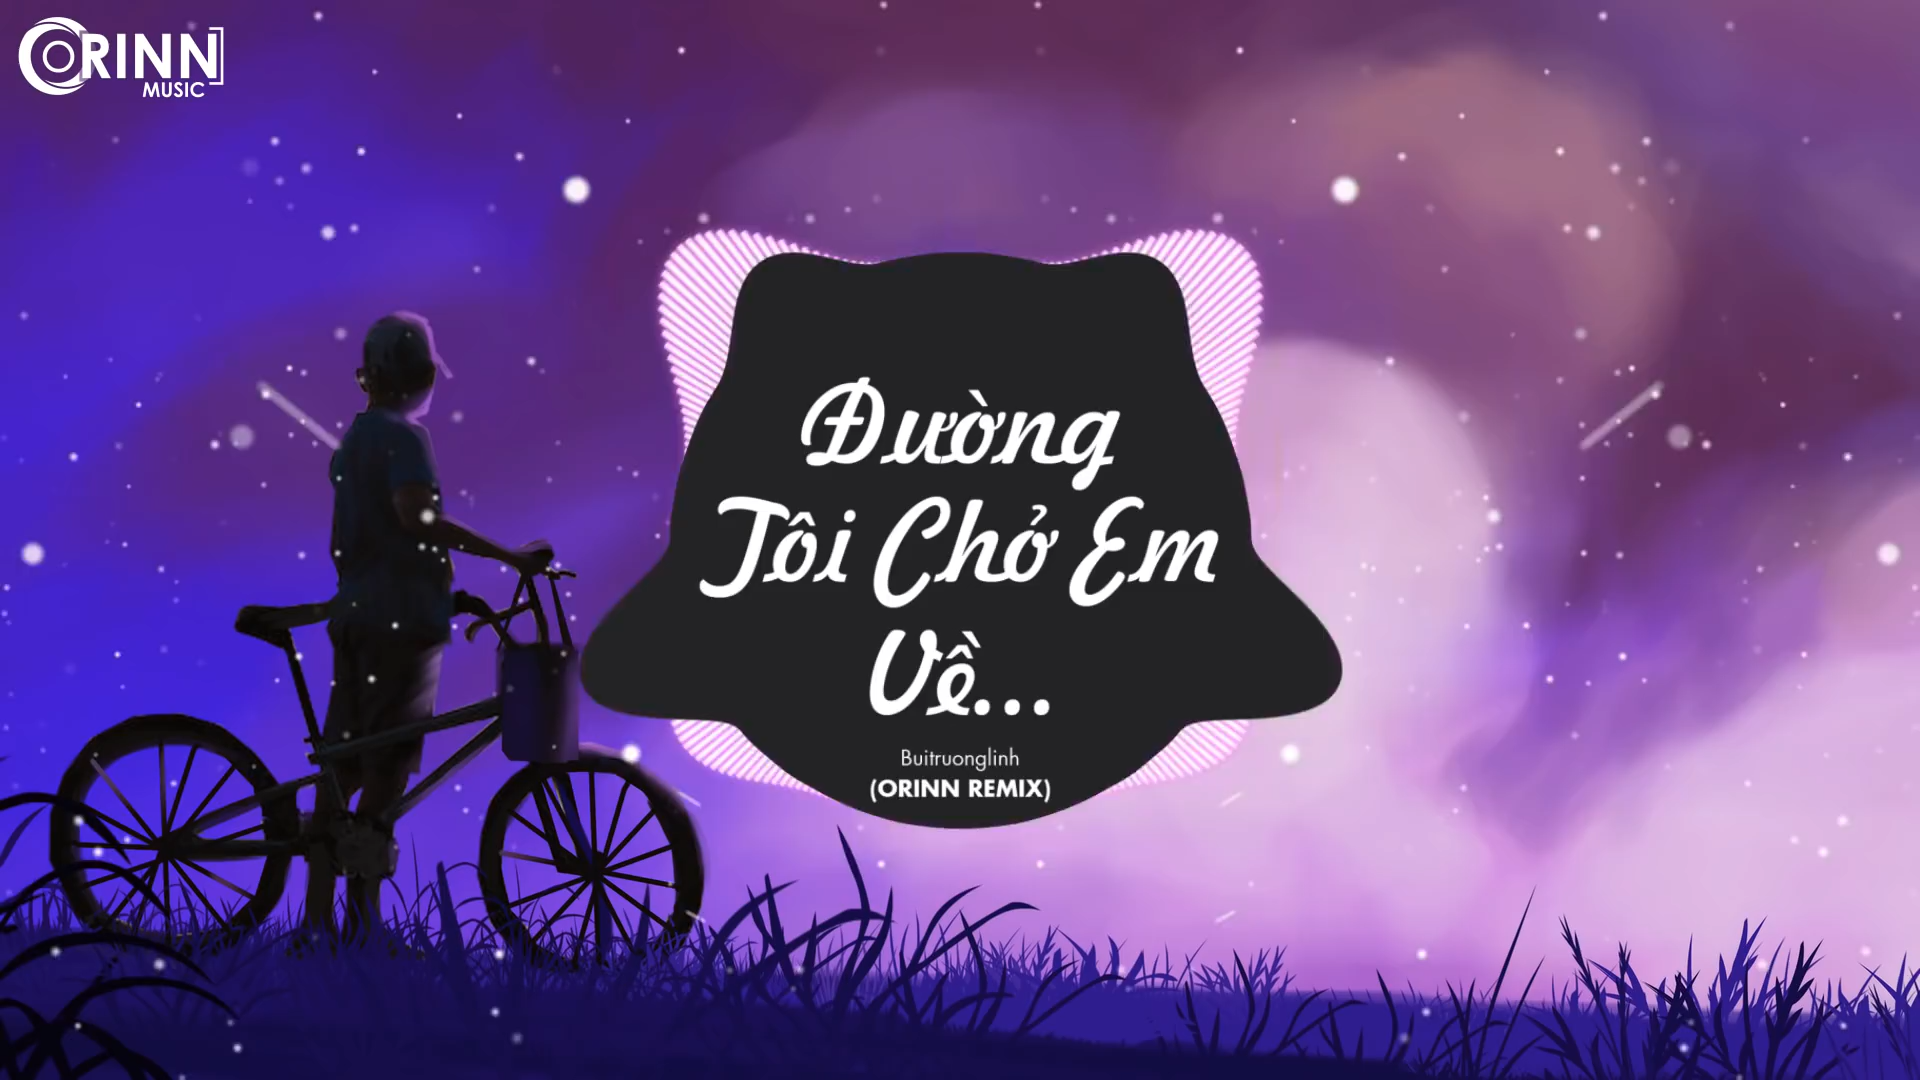 ORINN
MUSIC
Đường
Tôi Chở Em
Về...
Buitruonglinh
(ORINN REMIX)